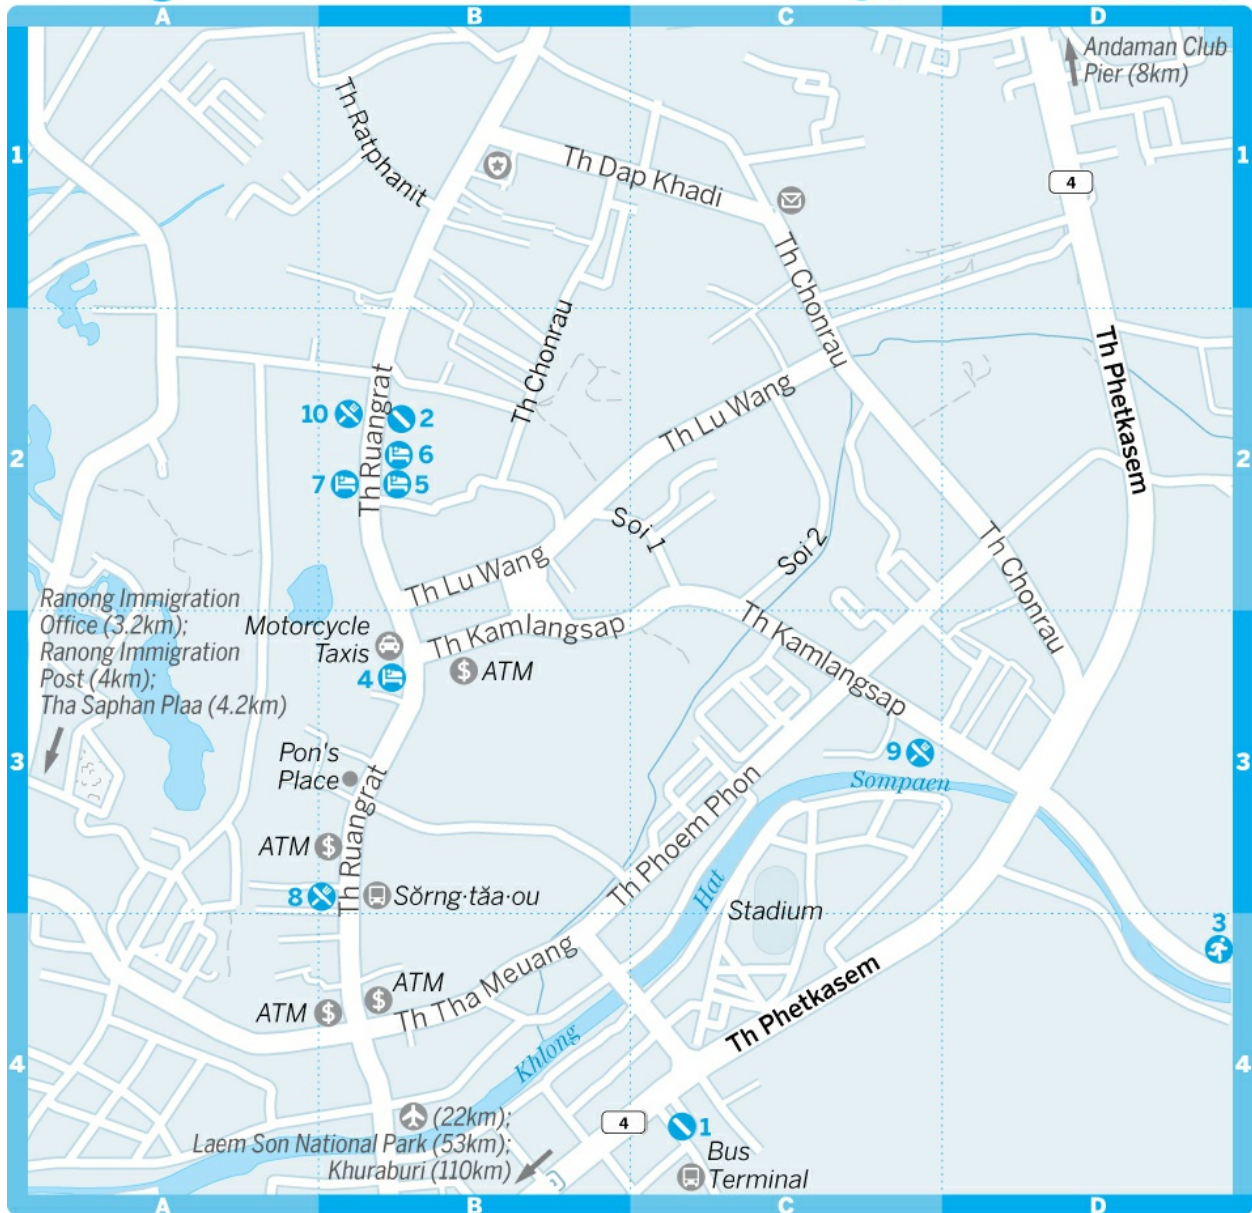 A
B
C
D
Andaman Club
Pier (8km)
Th Ratphanit
1
Th Dap Khadi
4
1
Th Chonrau
Th Chonrau
Th Phetkasem
Th Ruangrat
10
2
Th Lu Wang
6
2
7
5
2
Soi 1
Soi 2
Th Chonrau
Th Lu Wang
Ranong Immigration
Office (3.2km);
Ranong Immigration
Post (4km);
Tha Saphan Plaa (4.2km)
Motorcycle
Taxis
Th Kamlangsap
Th Kamlangsap
4
$ ATM
Pon's
Place
9
3
3
Sompaen
Th Ruangrat
Th Phoem Phon
ATM $
8
Sŏrng·tăa·ou
Hat
Stadium
3
Th Tha Meuang
ATM
$
ATM $
Th Phetkasem
Khlong
4
4
(22km);
Laem Son National Park (53km);
Khuraburi (110km)
4
1
Bus
Terminal
A
B
C
D